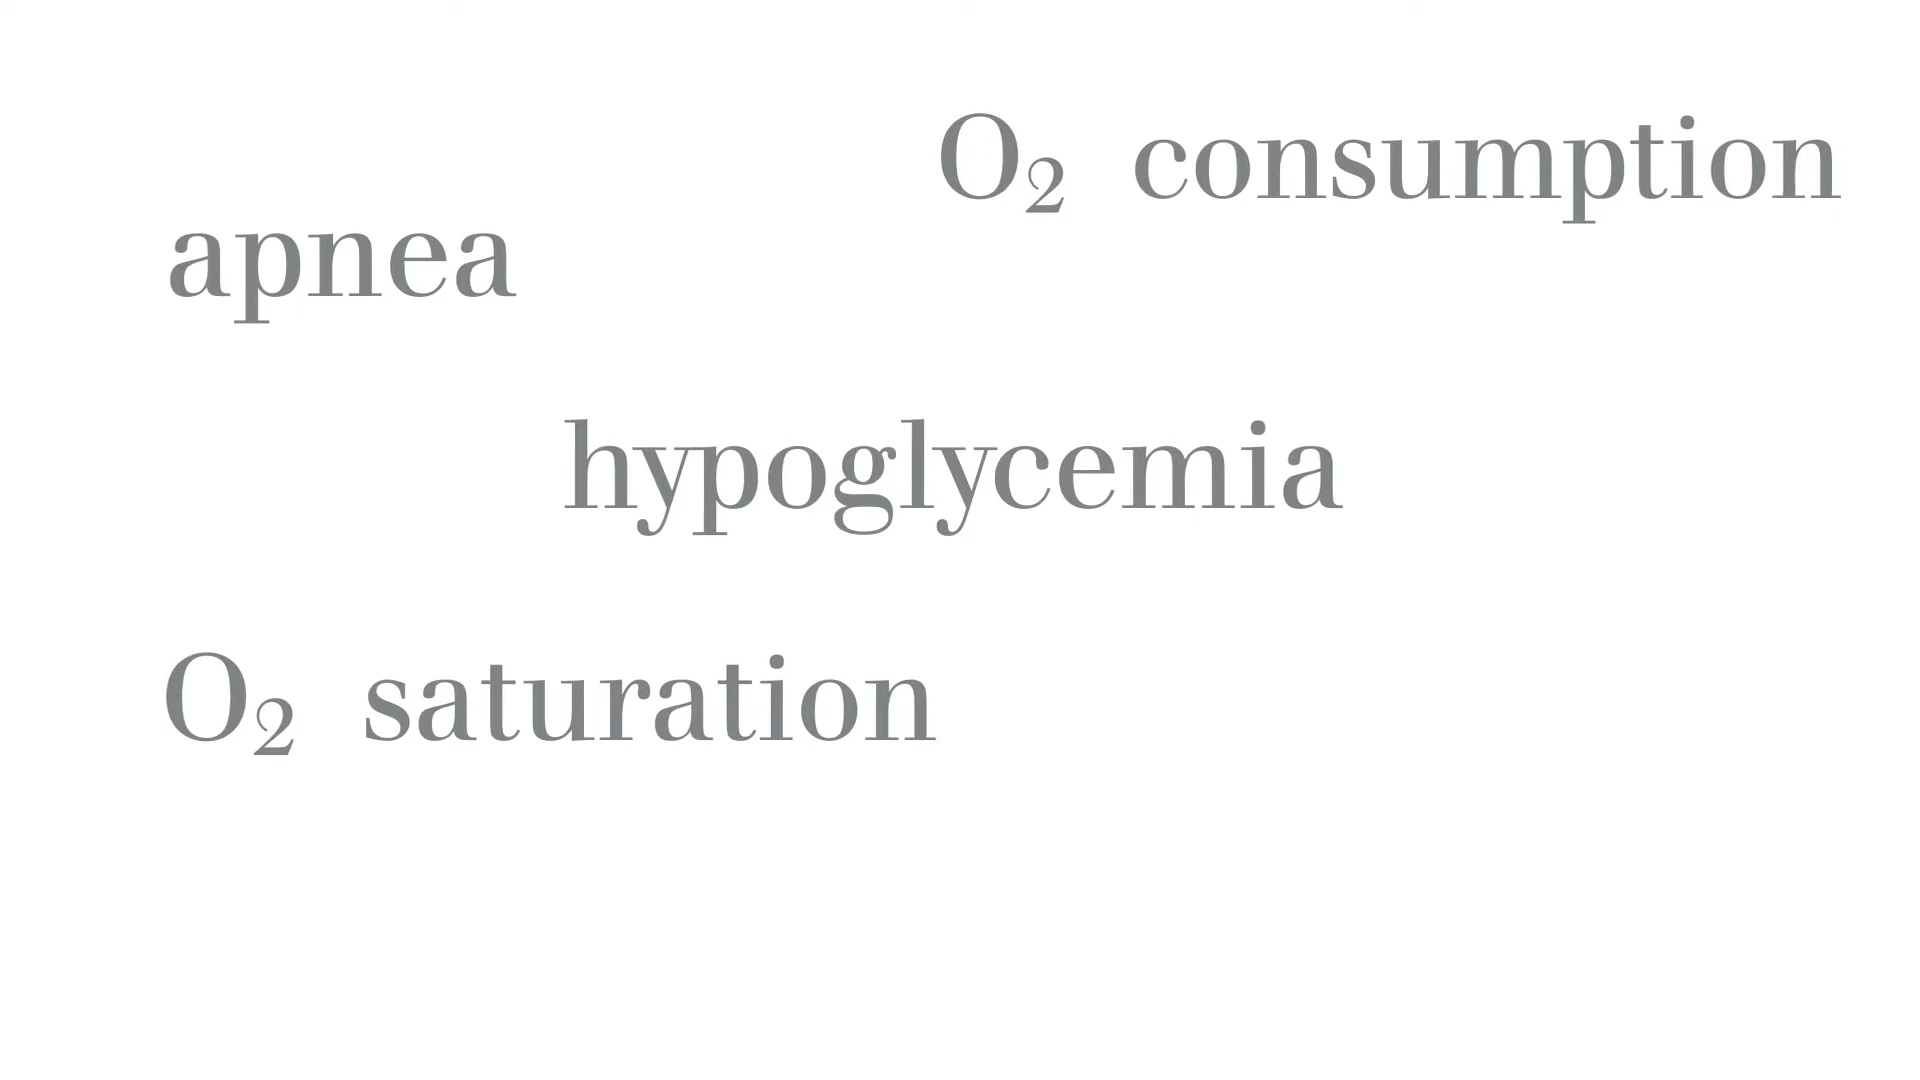 O₂ consumption
apnea
hypoglycemia
O₂ saturation